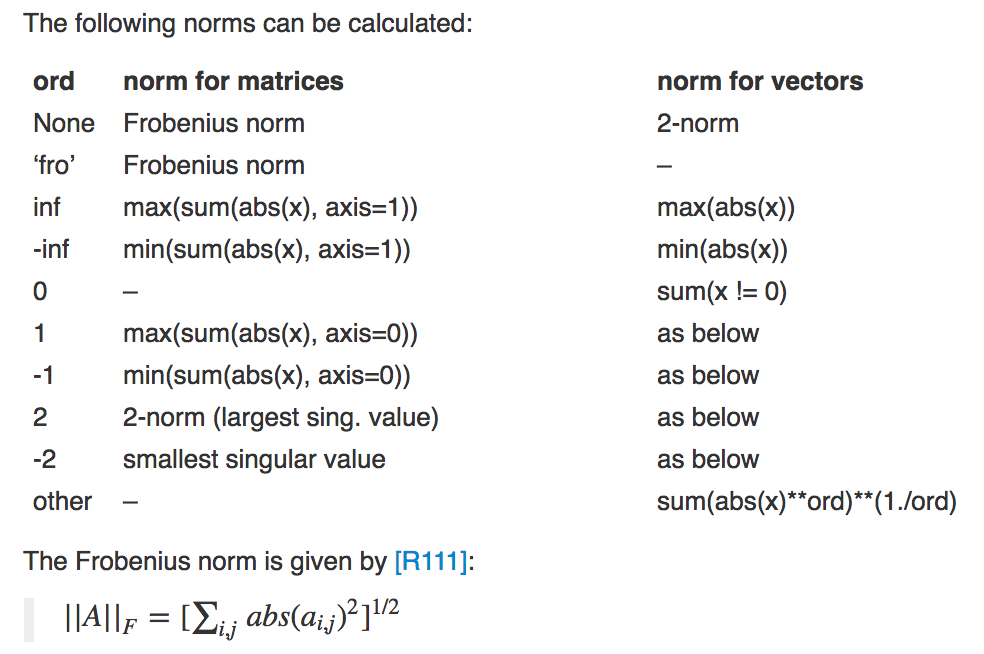 The following norms can be calculated:
ord norm for matrices norm for vectors
None Frobenius norm 2-norm
‘fro’ Frobenius norm –
inf max(sum(abs(x), axis=1)) max(abs(x))
-inf min(sum(abs(x), axis=1)) min(abs(x))
0 – sum(x != 0)
1 max(sum(abs(x), axis=0)) as below
-1 min(sum(abs(x), axis=0)) as below
2 2-norm (largest sing. value) as below
-2 smallest singular value as below
other – sum(abs(x)**ord)**(1./ord)
The Frobenius norm is given by [R111]:
||A||_F = [∑_{i,j} abs(a_{i,j})^2]^{1/2}